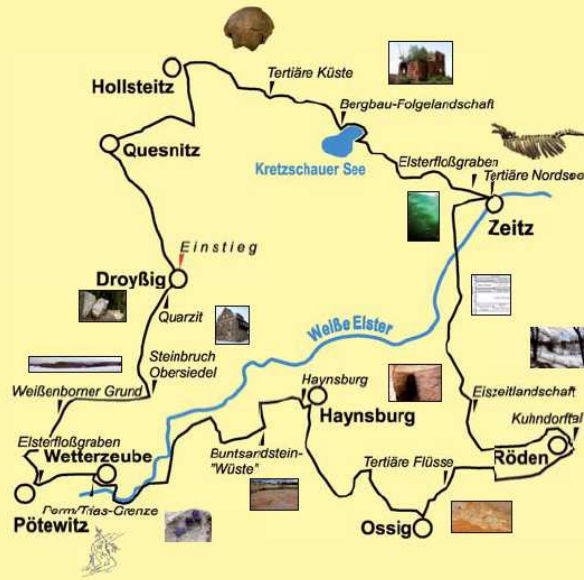 Hollsteitz
Tertiäre Küste
Bergbau-Folgelandschaft
Quesnitz
Kretzschauer See
Elsterfloßgraben
Tertiäre Nordsee
Zeitz
Einstieg
Droyßig
Quarzit
Weiße Elster
Steinbruch
Obersiedel
Weißenborner Grund
Haynsburg
Haynsburg
Eiszeitlandschaft
Kuhndorftal
Elsterfloßgraben
Wetterzeube
Buntsandstein-
"Wüste"
Tertiäre Flüsse
Röden
Pötewitz
Perm/Trias-Grenze
Ossig